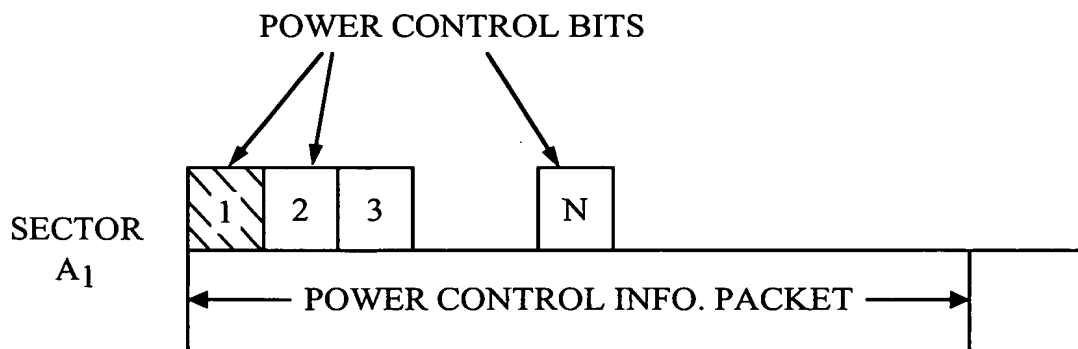 POWER CONTROL BITS
1 2 3 N
SECTOR
A1
POWER CONTROL INFO. PACKET